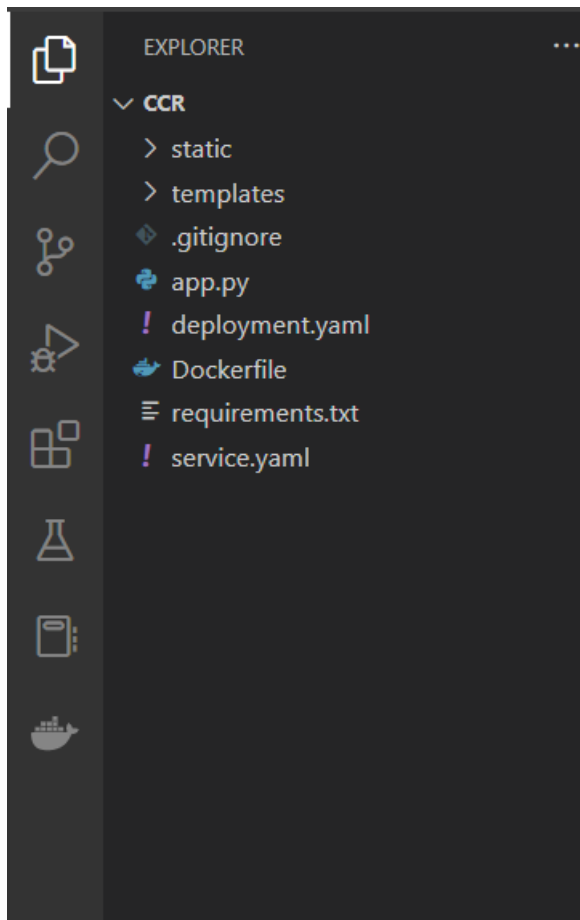 EXPLORER
CCR
static
templates
.gitignore
app.py
deployment.yaml
Dockerfile
requirements.txt
service.yaml